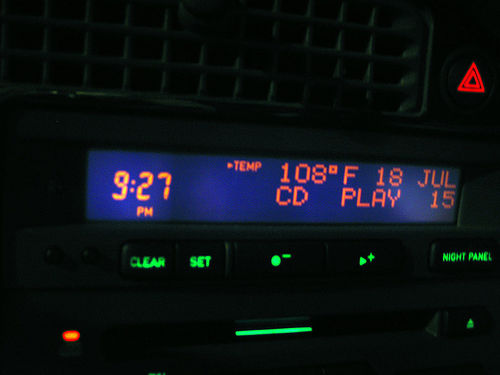 9:27 ▸TEMP 108°F 18 JUL
PM CD PLAY 15
CLEAR SET − + NIGHT PANEL